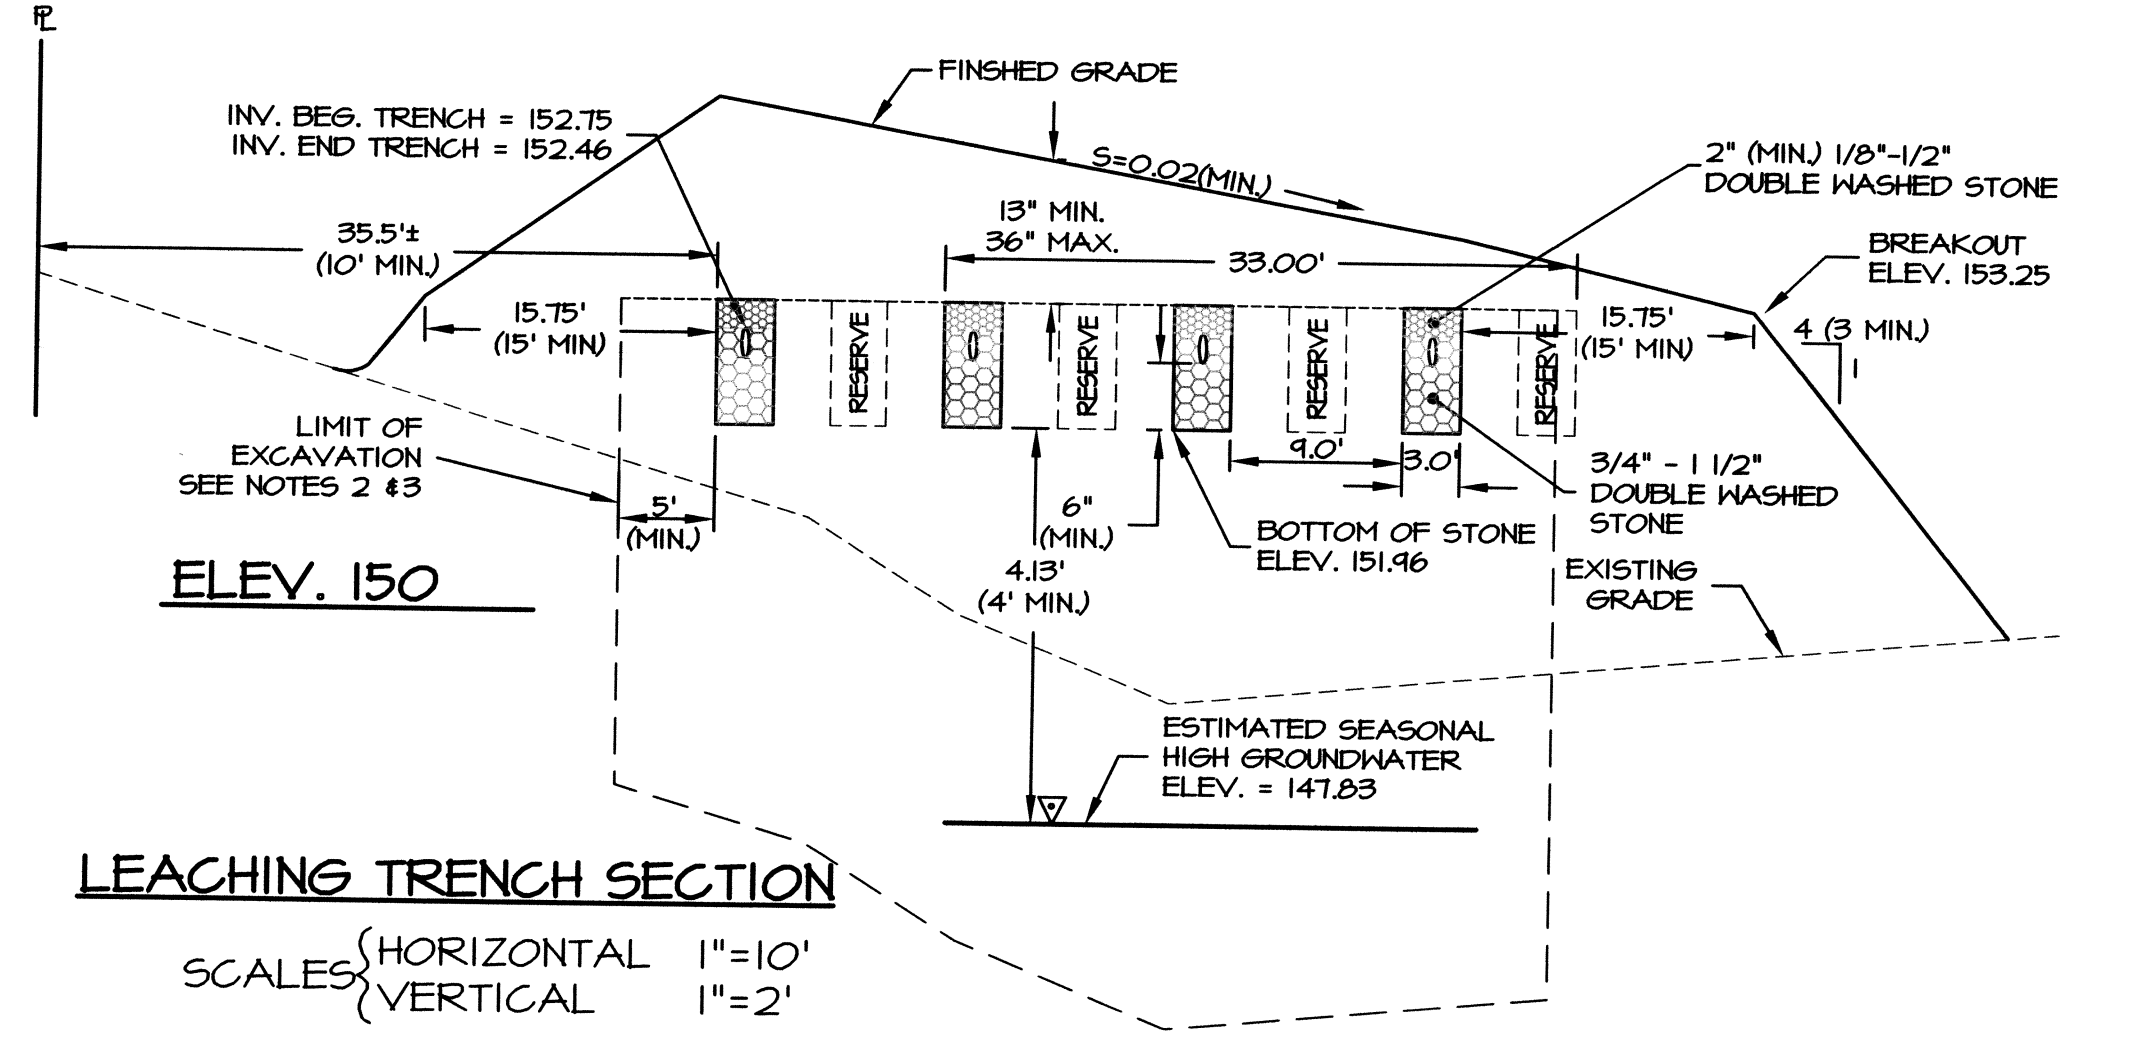 PL
FINSHED GRADE
INV. BEG. TRENCH = 152.75
INV. END TRENCH = 152.46
S=0.02(MIN.)
2" (MIN.) 1/8"-1/2"
DOUBLE WASHED STONE
35.5'±
(10' MIN.)
13" MIN.
36" MAX.
33.00'
BREAKOUT
ELEV. 153.25
15.75'
(15' MIN)
RESERVE
RESERVE
RESERVE
RESERVE
15.75'
(15' MIN)
4 (3 MIN.)
1
LIMIT OF
EXCAVATION
SEE NOTES 2 &3
9.0'
3.0'
3/4" - 1 1/2"
DOUBLE WASHED
STONE
5'
(MIN.)
6"
(MIN.)
BOTTOM OF STONE
ELEV. 151.96
4.13'
(4' MIN.)
EXISTING
GRADE
ELEV. 150
ESTIMATED SEASONAL
HIGH GROUNDWATER
ELEV. = 147.83
LEACHING TRENCH SECTION
SCALES
HORIZONTAL 1"=10'
VERTICAL 1"=2'